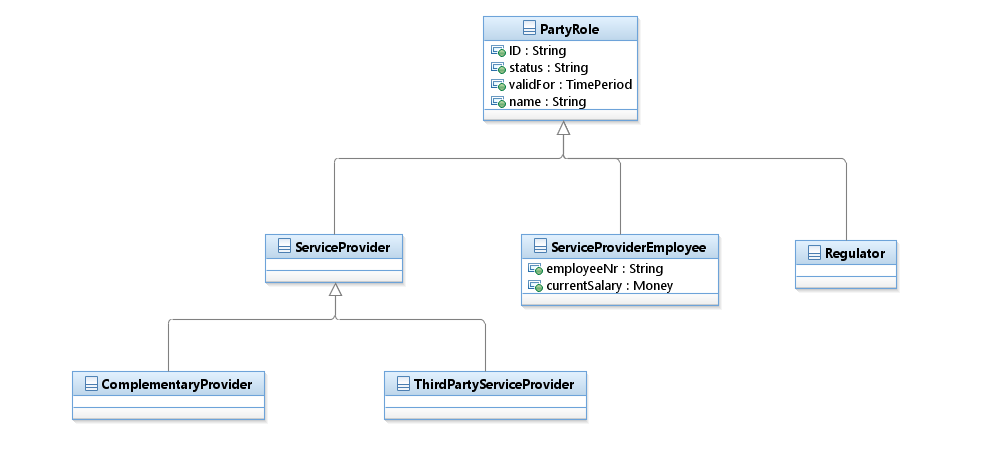 PartyRole
ID : String
status : String
validFor : TimePeriod
name : String
ServiceProvider
ServiceProviderEmployee
employeeNr : String
currentSalary : Money
Regulator
ComplementaryProvider
ThirdPartyServiceProvider